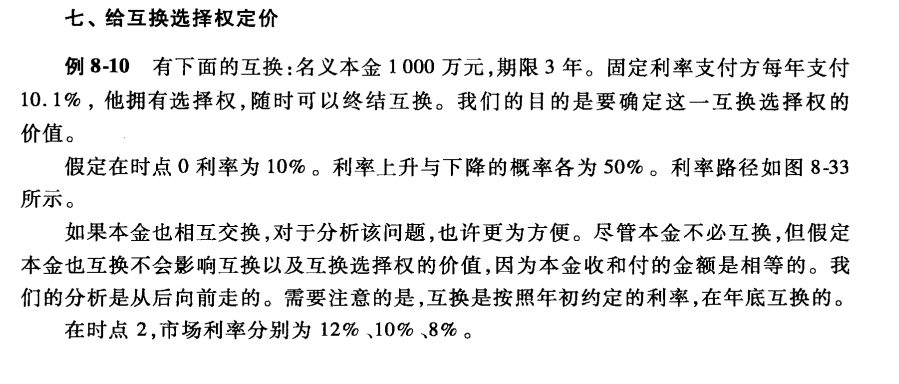 七、给互换选择权定价
例 8-10 有下面的互换:名义本金 1 000 万元,期限 3 年。固定利率支付方每年支付
10.1%,他拥有选择权,随时可以终结互换。我们的目的是要确定这一互换选择权的
价值。
假定在时点 0 利率为 10%。利率上升与下降的概率各为 50%。利率路径如图 8-33
所示。
如果本金也相互交换,对于分析该问题,也许更为方便。尽管本金不必互换,但假定
本金也互换不会影响互换以及互换选择权的价值,因为本金收和付的金额是相等的。我
们的分析是从后向前走的。需要注意的是,互换是按照年初约定的利率,在年底互换的。
在时点 2,市场利率分别为 12%、10%、8%。